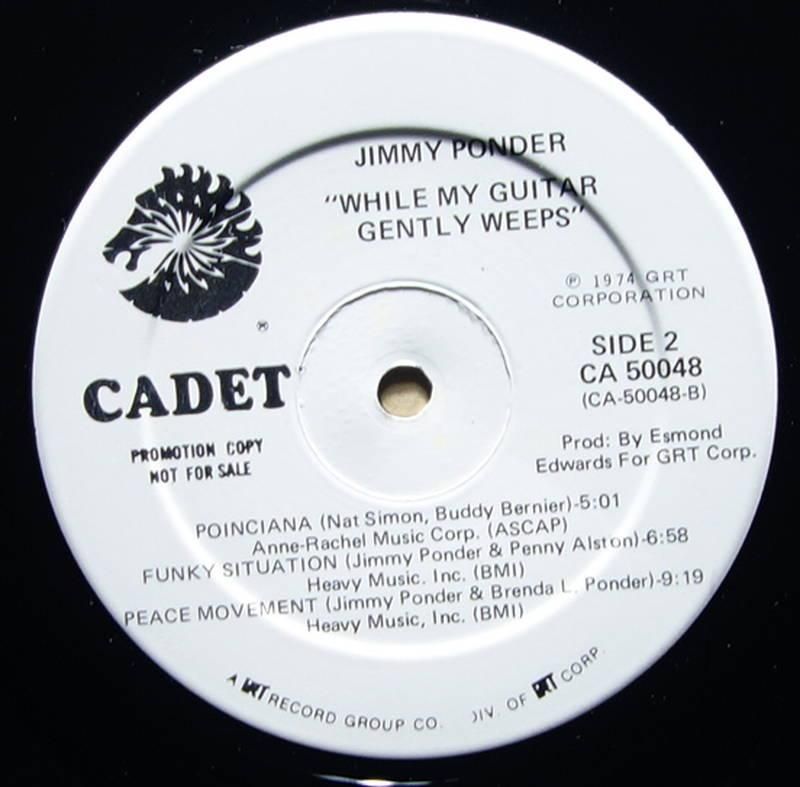 JIMMY PONDER
"WHILE MY GUITAR
GENTLY WEEPS"
℗ 1974 GRT
CORPORATION
®
CADET
SIDE 2
CA 50048
(CA-50048-B)
PROMOTION COPY
NOT FOR SALE
Prod: By Esmond
Edwards For GRT Corp.
POINCIANA (Nat Simon, Buddy Bernier)-5:01
Anne-Rachel Music Corp. (ASCAP)
FUNKY SITUATION (Jimmy Ponder & Penny Alston)-6:58
Heavy Music. Inc. (BMI)
PEACE MOVEMENT (Jimmy Ponder & Brenda L. Ponder)-9:19
Heavy Music, Inc. (BMI)
A GRT RECORD GROUP CO. DIV. OF GRT CORP.